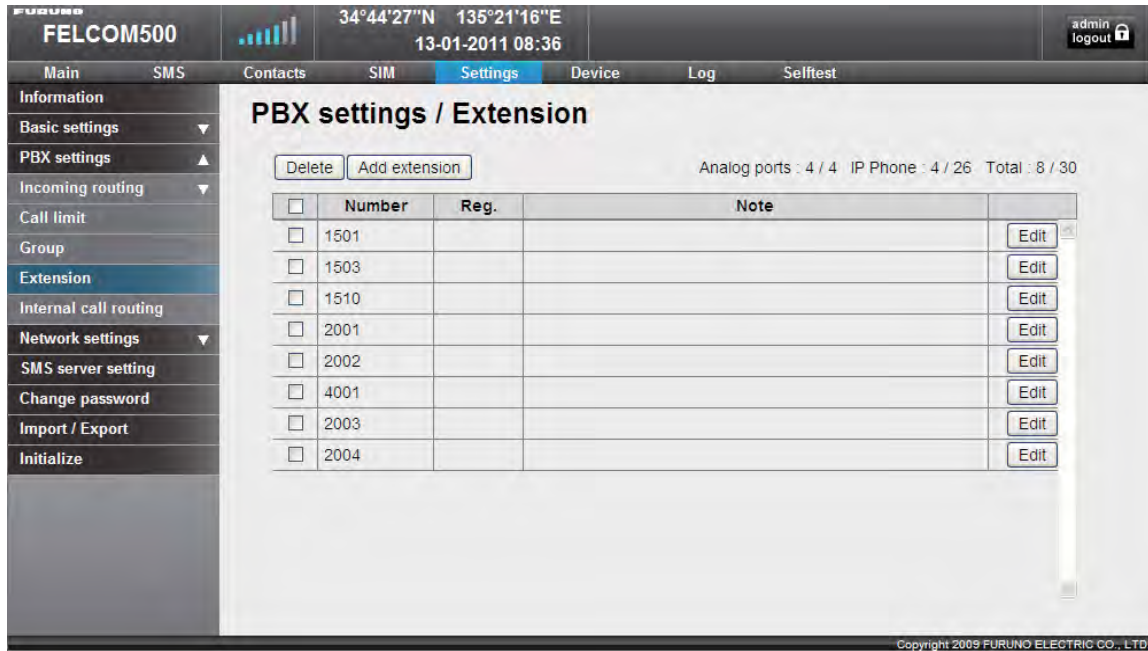 FURUNO
FELCOM500
34°44'27"N 135°21'16"E
13-01-2011 08:36
admin
logout
Main SMS Contacts SIM Settings Device Log Selftest
Information
Basic settings
PBX settings
Incoming routing
Call limit
Group
Extension
Internal call routing
Network settings
SMS server setting
Change password
Import / Export
Initialize
PBX settings / Extension
Delete Add extension Analog ports : 4 / 4 IP Phone : 4 / 26 Total : 8 / 30
Number Reg. Note
1501 Edit
1503 Edit
1510 Edit
2001 Edit
2002 Edit
4001 Edit
2003 Edit
2004 Edit
Copyright 2009 FURUNO ELECTRIC CO., LTD